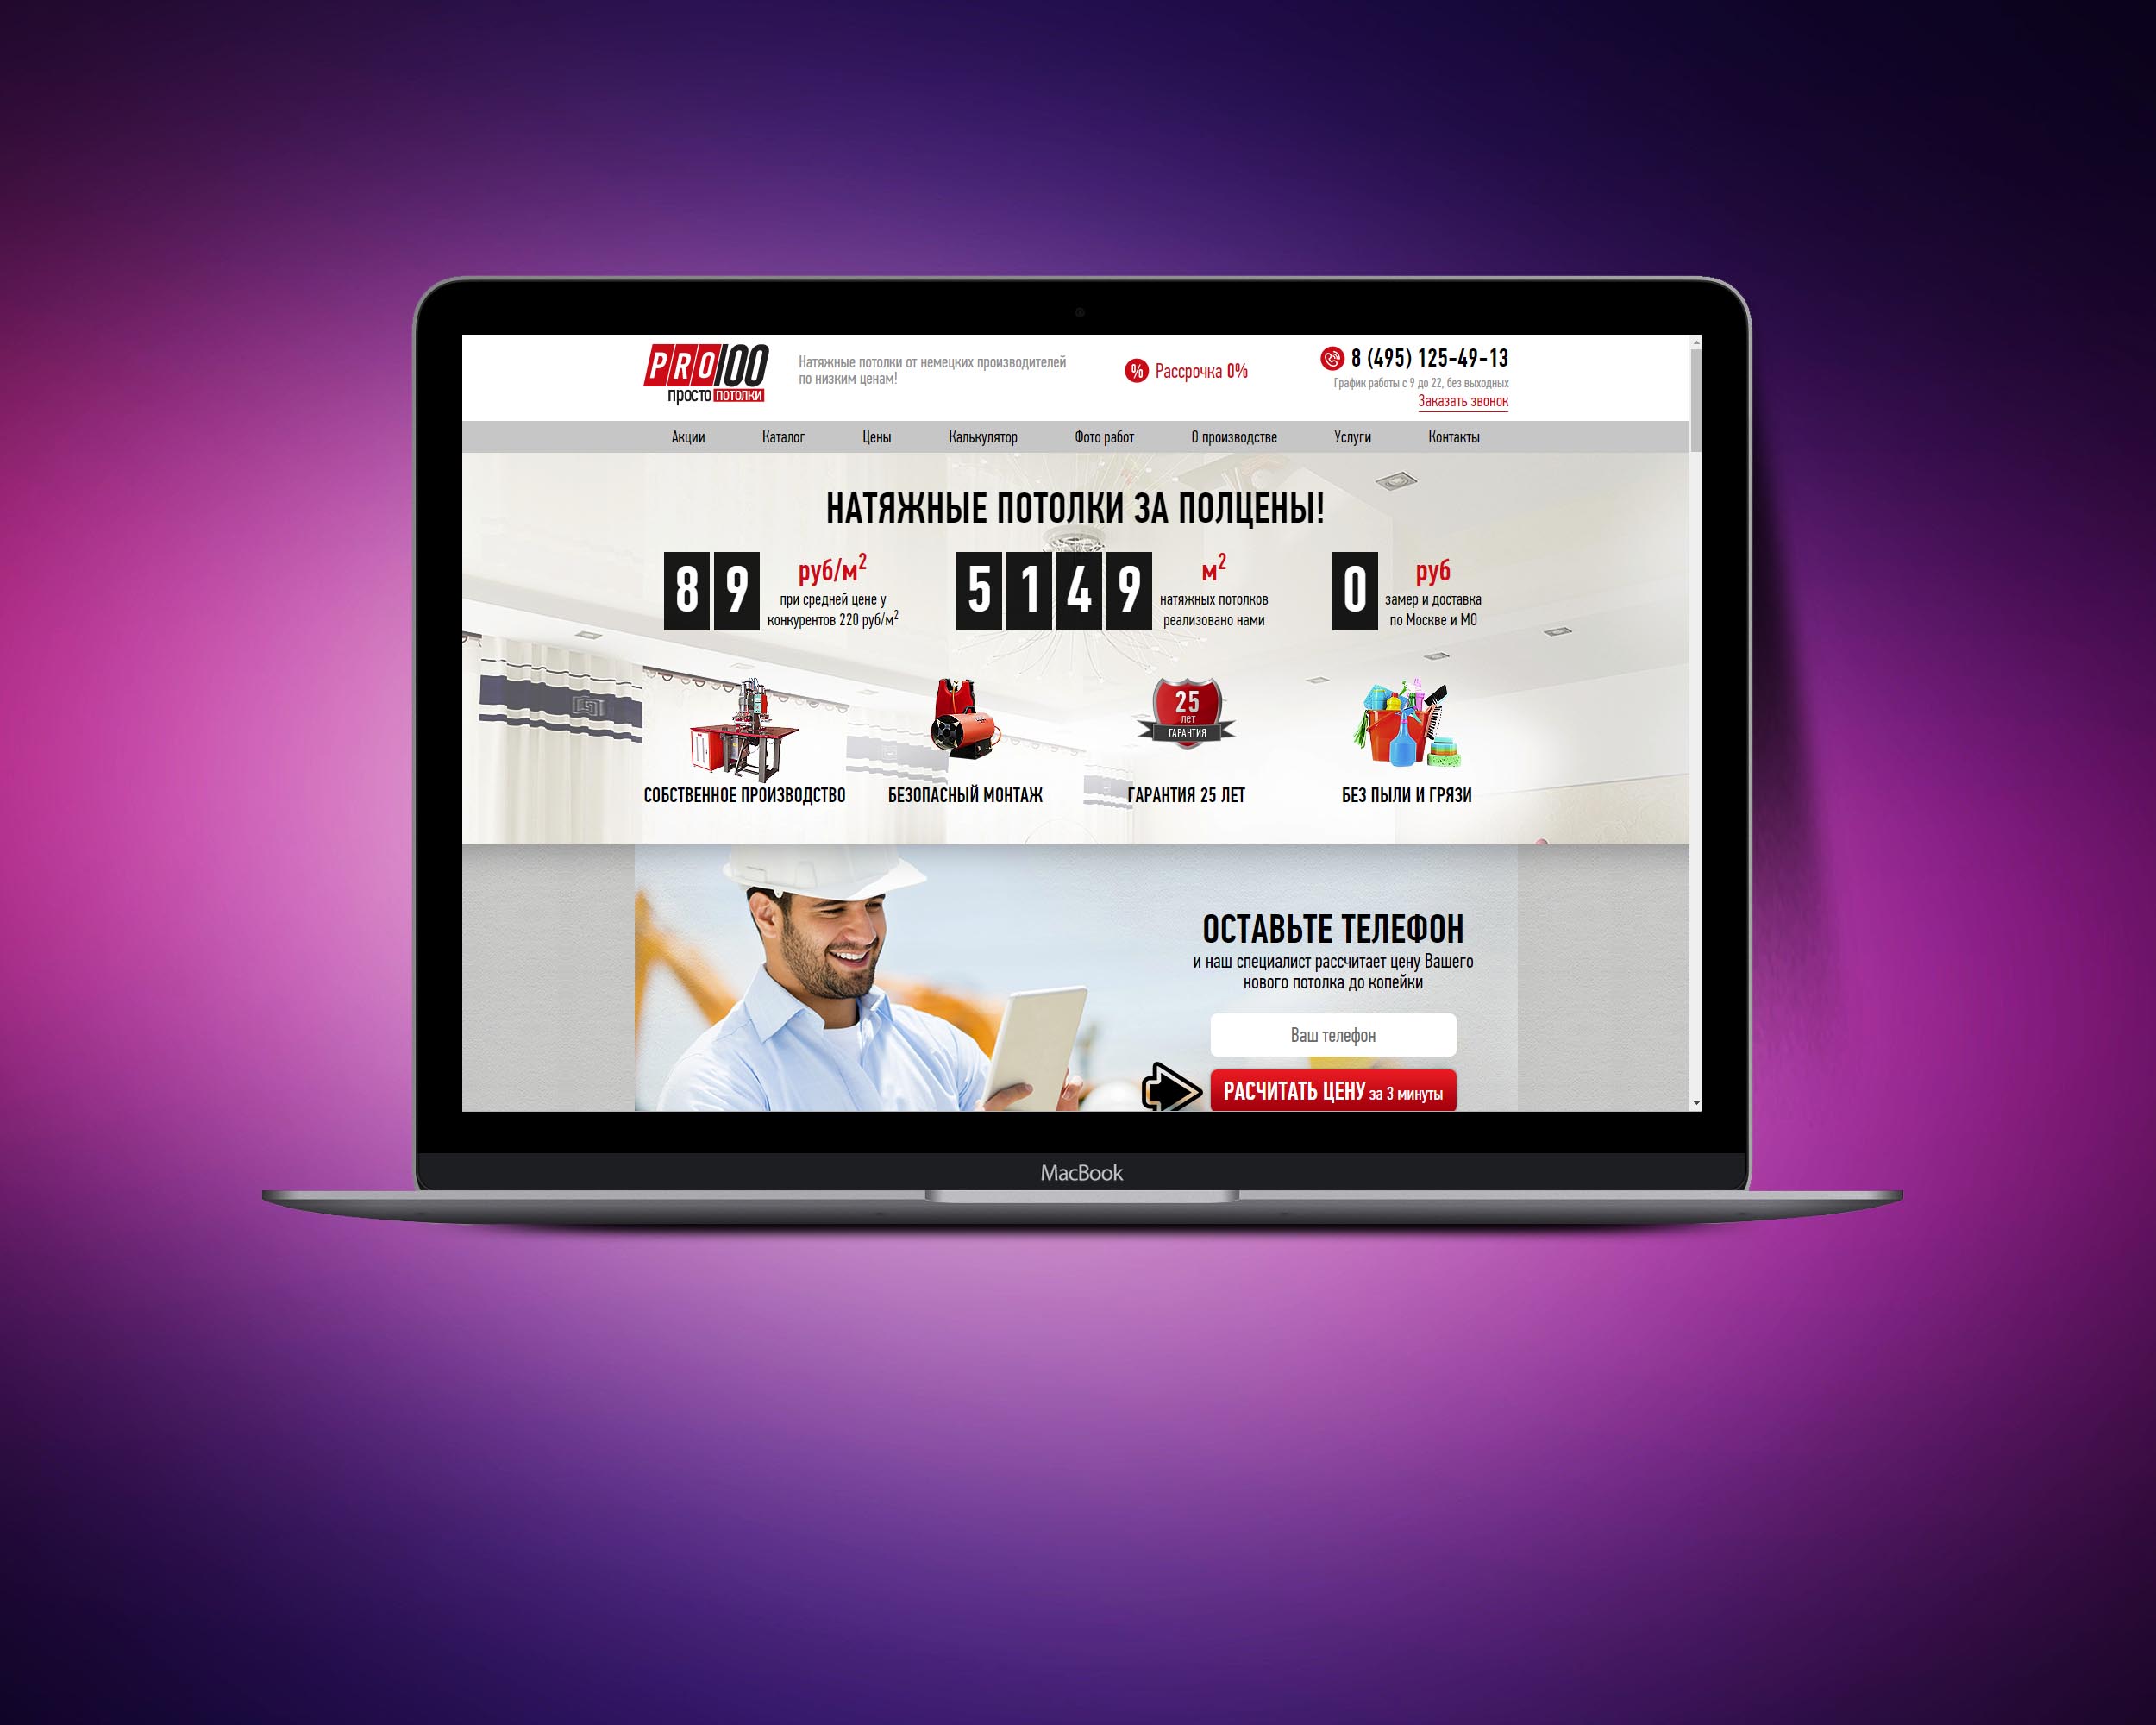 PRO100
просто потолки
Натяжные потолки от немецких производителей
по низким ценам!
% Рассрочка 0%
8 (495) 125-49-13
График работы с 9 до 22, без выходных
Заказать звонок
Акции Каталог Цены Калькулятор Фото работ О производстве Услуги Контакты
НАТЯЖНЫЕ ПОТОЛКИ ЗА ПОЛЦЕНЫ!
89 руб/м²
при средней цене у
конкурентов 220 руб/м²
5149 м²
натяжных потолков
реализовано нами
0 руб
замер и доставка
по Москве и МО
25
лет
ГАРАНТИЯ
СОБСТВЕННОЕ ПРОИЗВОДСТВО
БЕЗОПАСНЫЙ МОНТАЖ
ГАРАНТИЯ 25 ЛЕТ
БЕЗ ПЫЛИ И ГРЯЗИ
ОСТАВЬТЕ ТЕЛЕФОН
и наш специалист рассчитает цену Вашего
нового потолка до копейки
Ваш телефон
РАСЧИТАТЬ ЦЕНУ за 3 минуты
MacBook